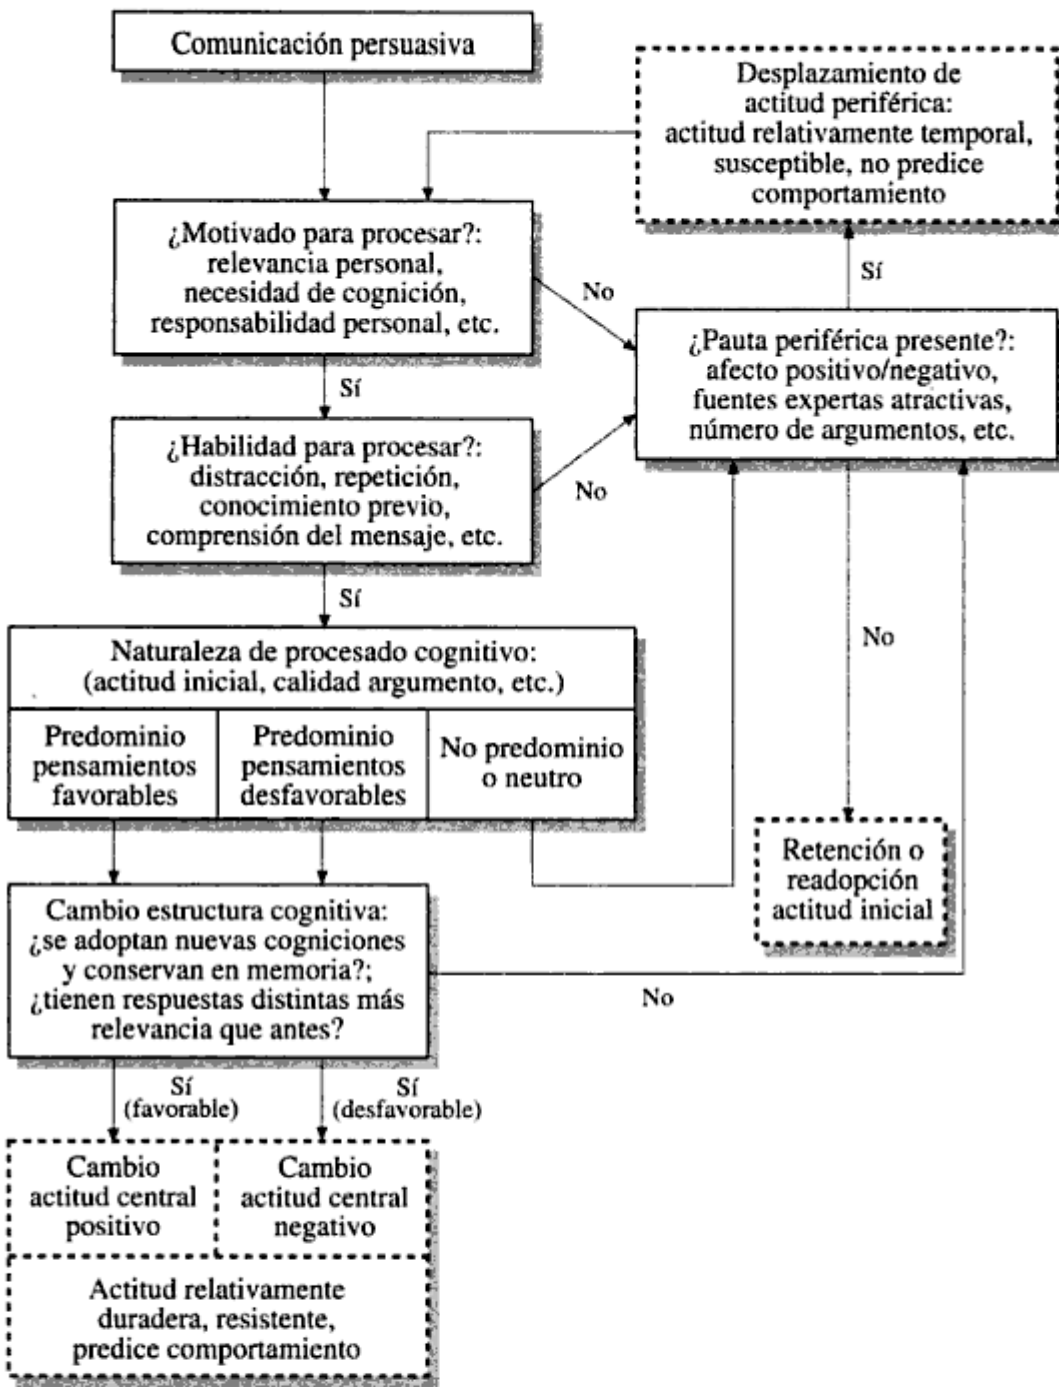 Comunicación persuasiva
Desplazamiento de
actitud periférica:
actitud relativamente temporal,
susceptible, no predice
comportamiento
¿Motivado para procesar?:
relevancia personal,
necesidad de cognición,
responsabilidad personal, etc.
No
Sí
¿Pauta periférica presente?:
afecto positivo/negativo,
fuentes expertas atractivas,
número de argumentos, etc.
Sí
¿Habilidad para procesar?:
distracción, repetición,
conocimiento previo,
comprensión del mensaje, etc.
No
Sí
No
Naturaleza de procesado cognitivo:
(actitud inicial, calidad argumento, etc.)
Predominio
pensamientos
favorables
Predominio
pensamientos
desfavorables
No predominio
o neutro
Retención o
readopción
actitud inicial
Cambio estructura cognitiva:
¿se adoptan nuevas cogniciones
y conservan en memoria?;
¿tienen respuestas distintas más
relevancia que antes?
No
Sí
(favorable)
Sí
(desfavorable)
Cambio
actitud central
positivo
Cambio
actitud central
negativo
Actitud relativamente
duradera, resistente,
predice comportamiento